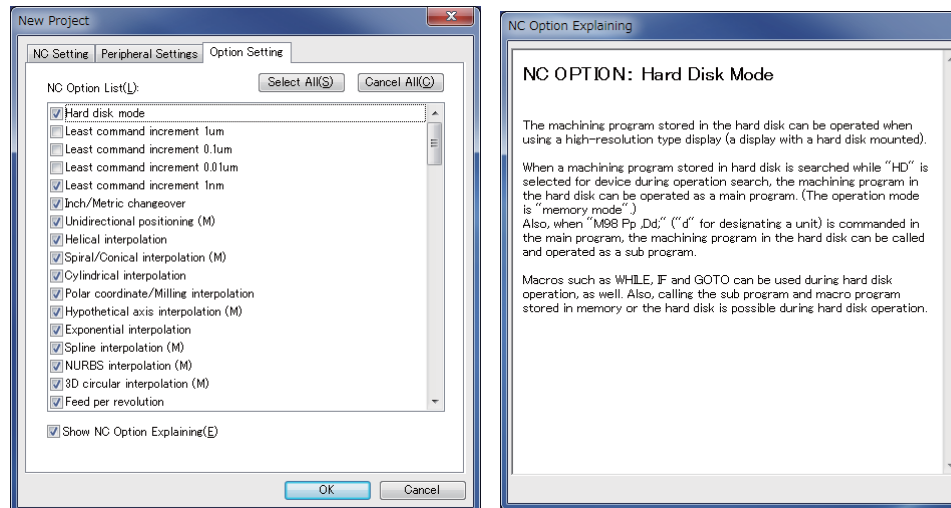 New Project
NC Setting
Peripheral Settings
Option Setting
NC Option List(L):
Select All(S)
Cancel All(C)
Hard disk mode
Least command increment 1um
Least command increment 0.1um
Least command increment 0.01um
Least command increment 1nm
Inch/Metric changeover
Unidirectional positioning (M)
Helical interpolation
Spiral/Conical interpolation (M)
Cylindrical interpolation
Polar coordinate/Milling interpolation
Hypothetical axis interpolation (M)
Exponential interpolation
Spline interpolation (M)
NURBS interpolation (M)
3D circular interpolation (M)
Feed per revolution
Show NC Option Explaining(E)
OK
Cancel
NC Option Explaining
NC OPTION: Hard Disk Mode
The machining program stored in the hard disk can be operated when
using a high-resolution type display (a display with a hard disk mounted).
When a machining program stored in hard disk is searched while "HD" is
selected for device during operation search, the machining program in
the hard disk can be operated as a main program. (The operation mode
is "memory mode".)
Also, when "M98 Pp ,Dd;" ("d" for designating a unit) is commanded in
the main program, the machining program in the hard disk can be called
and operated as a sub program.
Macros such as WHILE, IF and GOTO can be used during hard disk
operation, as well. Also, calling the sub program and macro program
stored in memory or the hard disk is possible during hard disk operation.